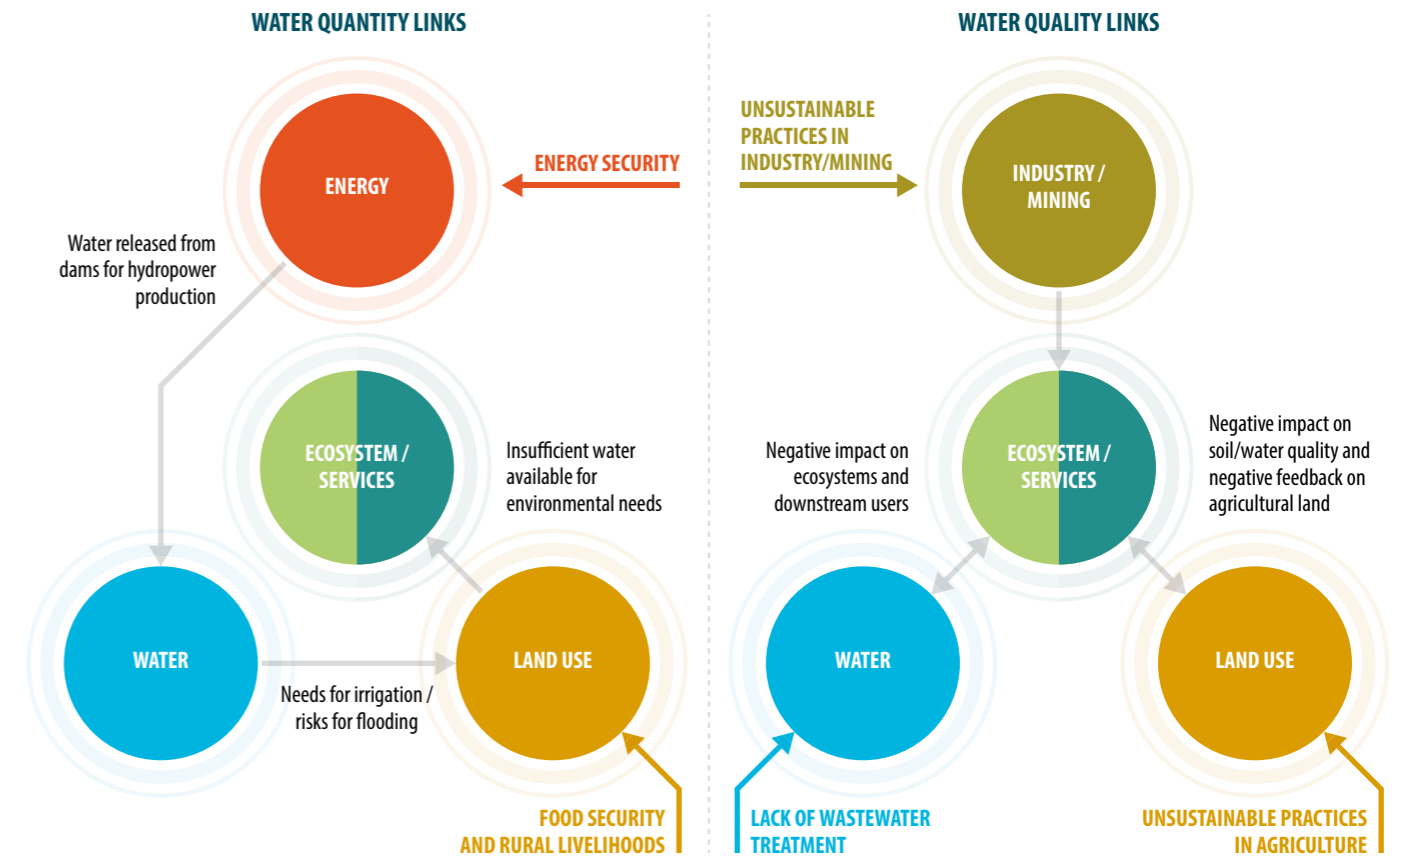 WATER QUANTITY LINKS
ENERGY
ENERGY SECURITY
Water released from
dams for hydropower
production
ECOSYSTEM /
SERVICES
Insufficient water
available for
environmental needs
WATER
Needs for irrigation /
risks for flooding
LAND USE
FOOD SECURITY
AND RURAL LIVELIHOODS
WATER QUALITY LINKS
UNSUSTAINABLE
PRACTICES IN
INDUSTRY/MINING
INDUSTRY /
MINING
Negative impact on
ecosystems and
downstream users
ECOSYSTEM /
SERVICES
Negative impact on
soil/water quality and
negative feedback on
agricultural land
WATER
LAND USE
LACK OF WASTEWATER
TREATMENT
UNSUSTAINABLE PRACTICES
IN AGRICULTURE